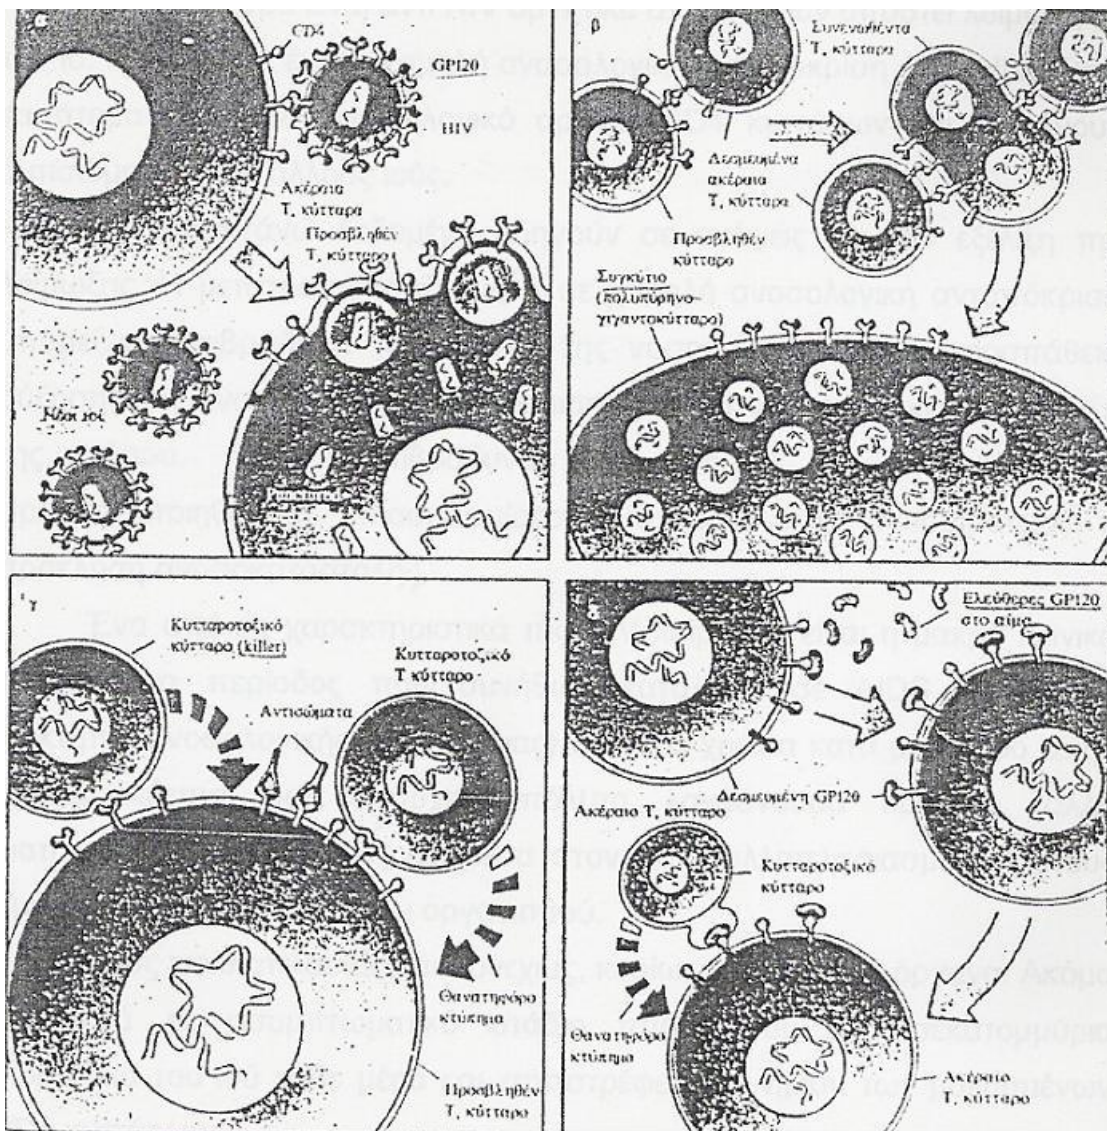 CD4
GP120
HIV
Ακέραια
T, κύτταρα
Προσβληθέν
T, κύτταρο
β
Συνενωθέντα
T, κύτταρα
Δεσμευμένα
ακέραια
T, κύτταρα
Προσβληθέν
κύτταρο
Συγκύτιο
(πολυπύρηνο
γιγαντοκύτταρο)
γ
Κυτταροτοξικό
κύτταρο (killer)
Κυτταροτοξικό
T κύτταρο
Αντισώματα
Θανατηφόρο
κτύπημα
Προσβληθέν
T, κύτταρο
Ελεύθερες GP120
στο αίμα
Δεσμευμένη GP120
Ακέραιο T, κύτταρο
Κυτταροτοξικό
κύτταρο
Θανατηφόρο
κτύπημα
Ακέραιο
T, κύτταρο